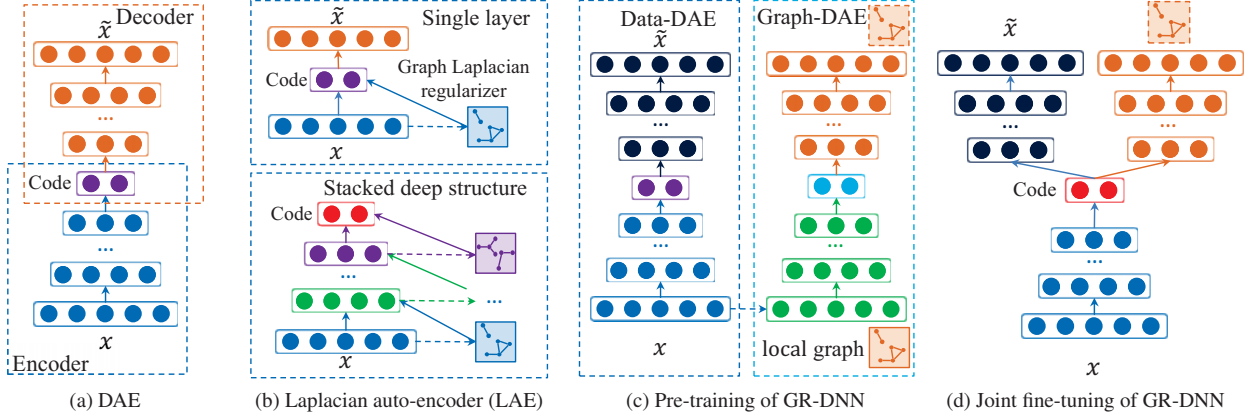 Decoder
x̃
...
Code
...
x
Encoder
(a) DAE
x̃
Single layer
Code
Graph Laplacian
regularizer
x
Stacked deep structure
Code
...
...
x
(b) Laplacian auto-encoder (LAE)
Data-DAE
x̃
...
...
x
Graph-DAE
...
...
local graph
(c) Pre-training of GR-DNN
x̃
...
...
Code
...
x
(d) Joint fine-tuning of GR-DNN